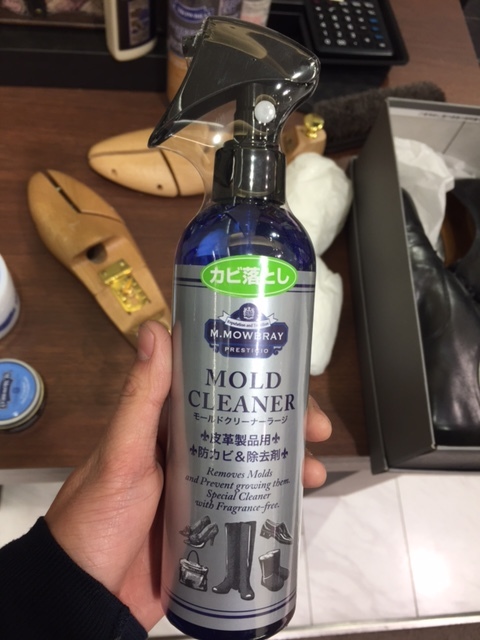 カビ落とし
M.MOWBRAY
PRESTIGIO
MOLD
CLEANER
モールドクリーナーラージ
皮革製品用
防カビ&除去剤
Removes Molds
and Prevent growing them.
Special Cleaner
with Fragrance-free.